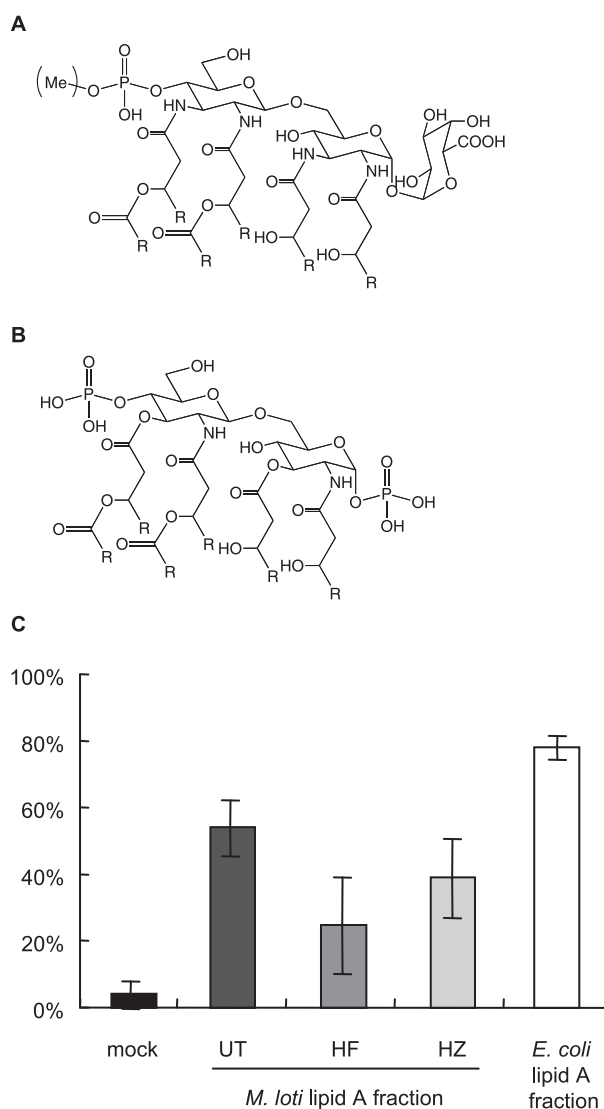 A
O
OH
(Me) O P O O
OH HN NH O O
O O HO O OH OH
HN NH O COOH
O O HO O
O O
O R O R HO R HO R
R R
B
O
HO P O OH
OH O NH O O
O O HO O
O NH O P OH
O O OH
O O
O R O R HO R HO R
R R
C
100%
80%
60%
40%
20%
0%
mock UT HF HZ E. coli
lipid A
fraction
M. loti lipid A fraction